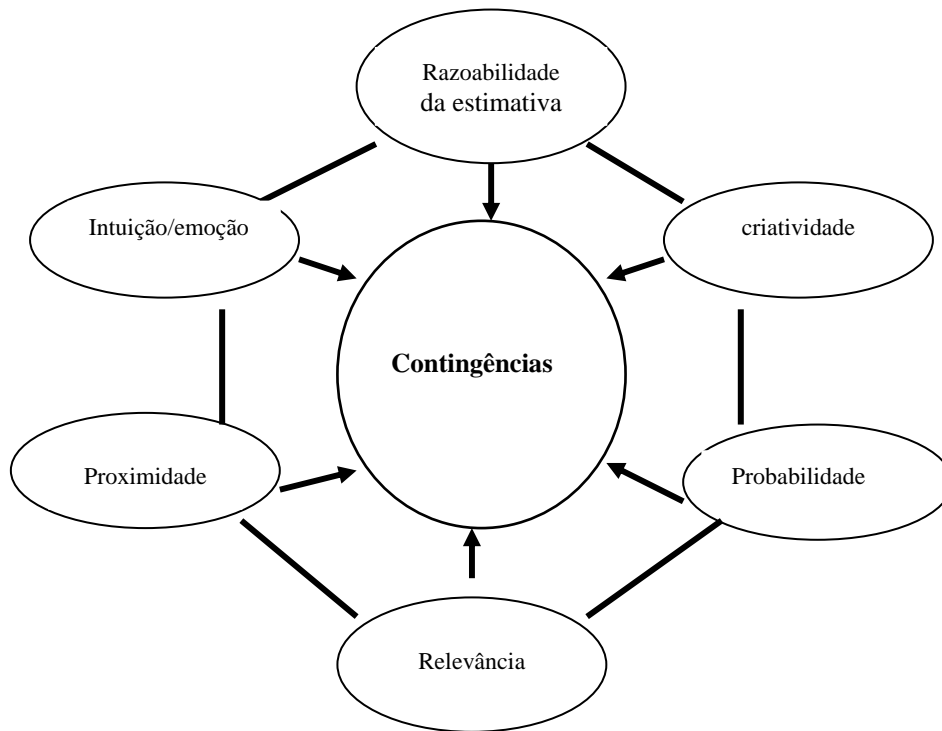 Razoabilidade
da estimativa
Intuição/emoção
criatividade
Contingências
Proximidade
Probabilidade
Relevância